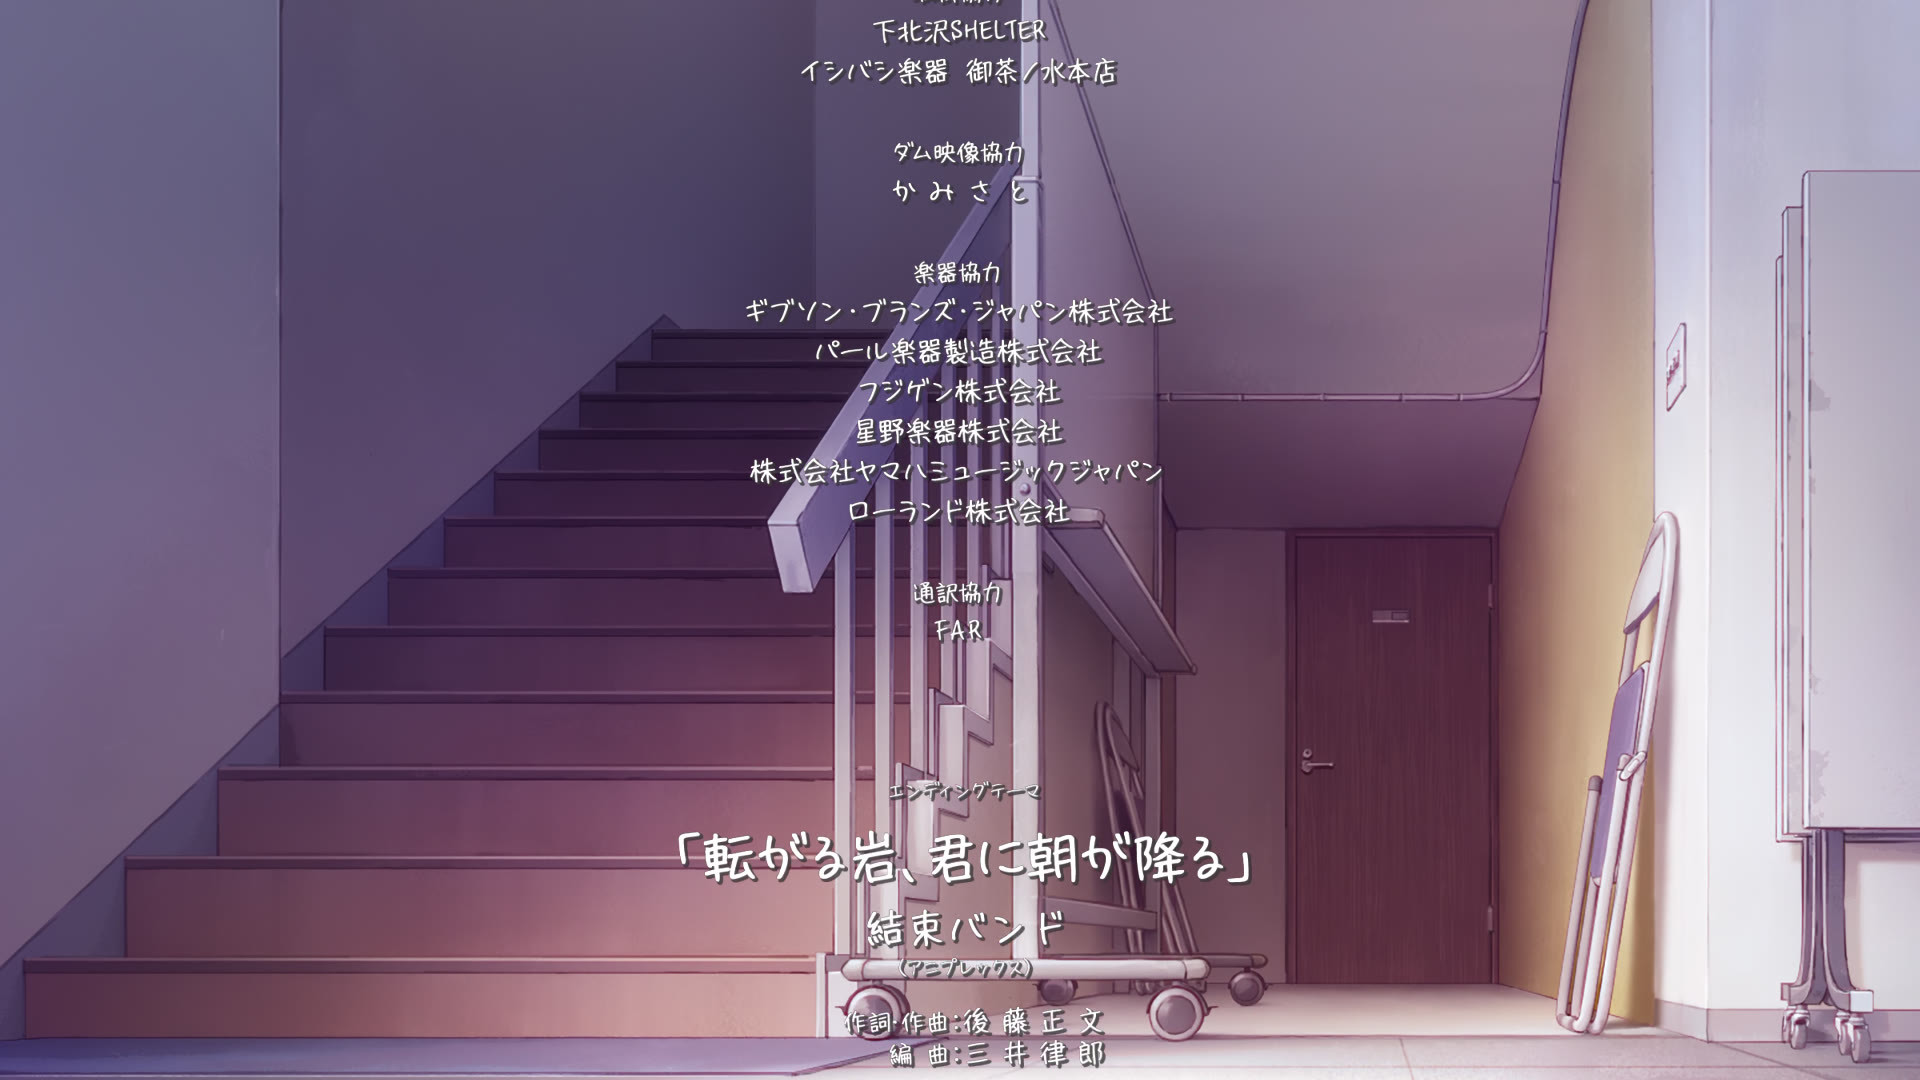 下北沢SHELTER
イシバシ楽器 御茶ノ水本店
ダム映像協力
かみさと
楽器協力
ギブソン・ブランズ・ジャパン株式会社
パール楽器製造株式会社
フジゲン株式会社
星野楽器株式会社
株式会社ヤマハミュージックジャパン
ローランド株式会社
通訳協力
FAR
エンディングテーマ
「転がる岩、君に朝が降る」
結束バンド
(アニプレックス)
作詞・作曲:後藤正文
編曲:三井律郎